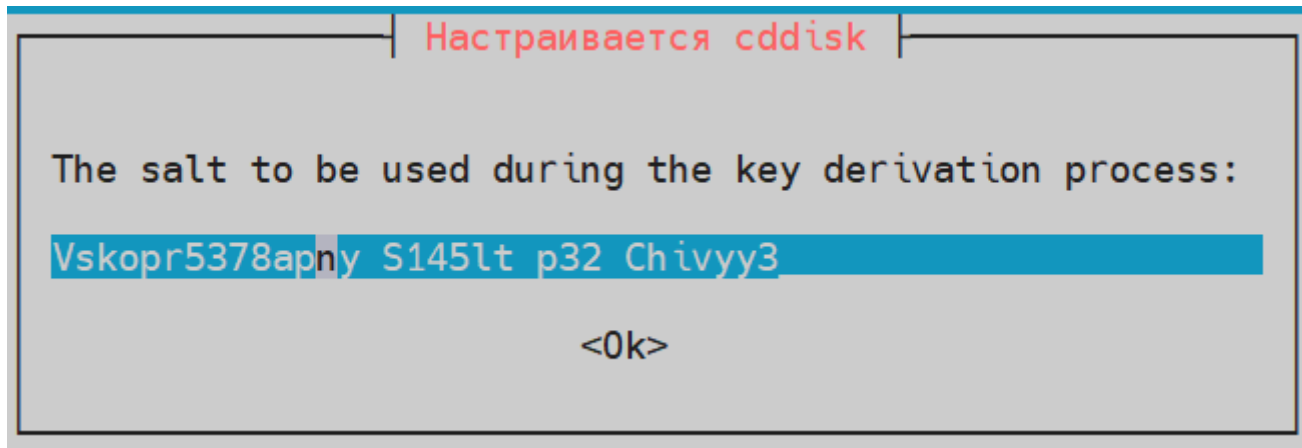 Настраивается cddisk
The salt to be used during the key derivation process:
Vskopr5378apny S145lt p32 Chivyy3
<Ok>